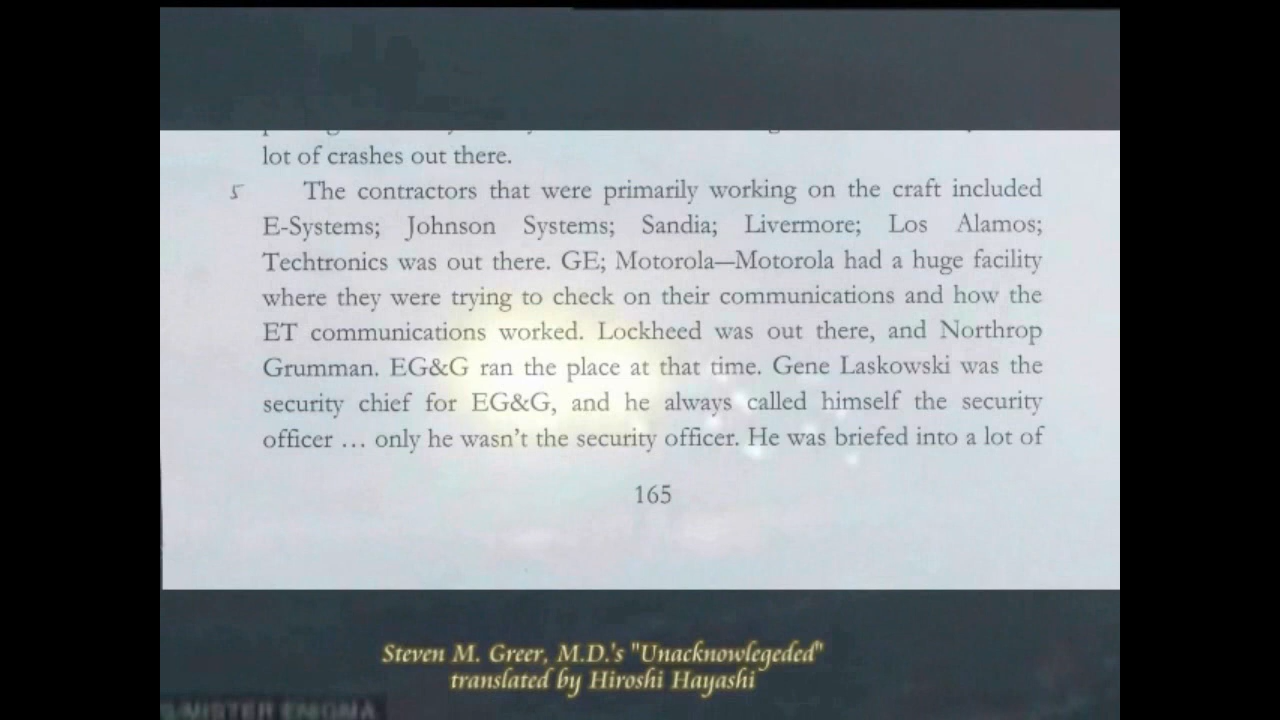 lot of crashes out there.
5 The contractors that were primarily working on the craft included
E-Systems; Johnson Systems; Sandia; Livermore; Los Alamos;
Techtronics was out there. GE; Motorola—Motorola had a huge facility
where they were trying to check on their communications and how the
ET communications worked. Lockheed was out there, and Northrop
Grumman. EG&G ran the place at that time. Gene Laskowski was the
security chief for EG&G, and he always called himself the security
officer … only he wasn't the security officer. He was briefed into a lot of
165
Steven M. Greer, M.D.'s "Unacknowlegeded"
translated by Hiroshi Hayashi
MISTER ENIGMA